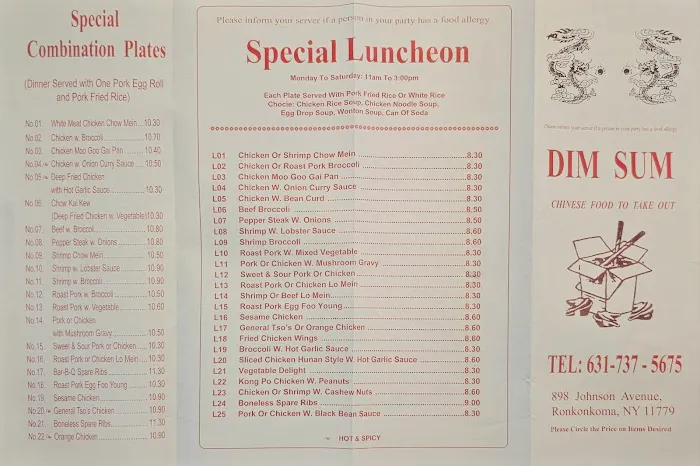 Special
Combination Plates
(Dinner Served with One Pork Egg Roll
and Pork Fried Rice)
No.01. White Meat Chicken Chow Mein...10.30
No.02 Chicken w. Broccoli...10.70
No.03. Chicken Moo Goo Gai Pan...10.40
No.04. Chicken w. Onion Curry Sauce...10.50
No.05 Deep Fried Chicken
with Hot Garlic Sauce...10.30
No.06. Chow Kai Kew
(Deep Fried Chicken w. Vegetable)10.30
No.07. Beef w. Broccoli...10.80
No.08. Pepper Steak w. Onions...10.80
No.09. Shrimp Chow Mein...10.50
No.10. Shrimp w. Lobster Sauce...10.90
No.11. Shrimp w. Broccoli...10.90
No.12. Roast Pork w. Broccoli...10.50
No.13 Roast Pork w. Vegetable...10.60
No.14. Pork or Chicken
with Mushroom Gravy...10.50
No.15. Sweet & Sour Pork or Chicken...10.30
No.16. Roast Pork or Chicken Lo Mein...10.30
No.17. Bar-B-Q Spare Ribs...11.30
No.18. Roast Pork Egg Foo Young...10.30
No.19. Sesame Chicken...10.90
No.20. General Tso's Chicken...10.90
No.21. Boneless Spare Ribs...11.30
No.22 Orange Chicken...10.90
Please inform your server if a person in your party has a food allergy
Special Luncheon
Monday To Saturday: 11am To 3:00pm
Each Plate Served With Pork Fried Rice Or White Rice
Chocie: Chicken Rice Soup, Chicken Noodle Soup,
Egg Drop Soup, Wonton Soup, Can Of Soda
L01 Chicken Or Shrimp Chow Mein...8.30
L02 Chicken Or Roast Pork Broccoli...8.30
L03 Chicken Moo Goo Gai Pan...8.30
L04 Chicken W. Onion Curry Sauce...8.30
L05 Chicken W. Bean Curd...8.30
L06 Beef Broccoli...8.50
L07 Pepper Steak W. Onions...8.50
L08 Shrimp W. Lobster Sauce...8.60
L09 Shrimp Broccoli...8.60
L10 Roast Pork W. Mixed Vegetable...8.30
L11 Pork Or Chicken W. Mushroom Gravy...8.30
L12 Sweet & Sour Pork Or Chicken...8.30
L13 Roast Pork Or Chicken Lo Mein...8.30
L14 Shrimp Or Beef Lo Mein...8.30
L15 Roast Pork Egg Foo Young...8.30
L16 Sesame Chicken...8.60
L17 General Tso's Or Orange Chicken...8.60
L18 Fried Chicken Wings...8.60
L19 Broccoli W. Hot Garlic Sauce...8.30
L20 Sliced Chicken Hunan Style W. Hot Garlic Sauce...8.60
L21 Vegetable Delight...8.30
L22 Kong Po Chicken W. Peanuts...8.30
L23 Chicken Or Shrimp W. Cashew Nuts...8.60
L24 Boneless Spare Ribs...9.00
L25 Pork Or Chicken W. Black Bean Sauce...8.30
HOT & SPICY
Please inform your server if a person in your party has a food allergy
DIM SUM
CHINESE FOOD TO TAKE OUT
TEL: 631-737 - 5675
898 Johnson Avenue,
Ronkonkoma, NY 11779
Please Circle the Price on Items Desired